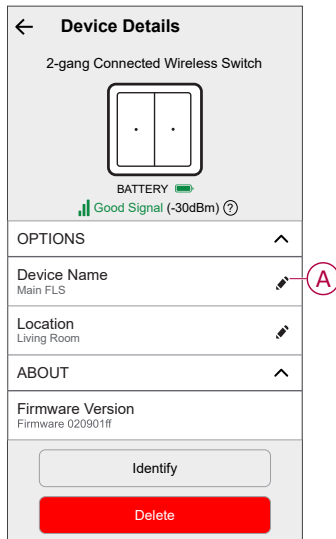 Device Details
2-gang Connected Wireless Switch
BATTERY
Good Signal (-30dBm) ?
OPTIONS
Device Name
Main FLS
A
Location
Living Room
ABOUT
Firmware Version
Firmware 020901ff
Identify
Delete